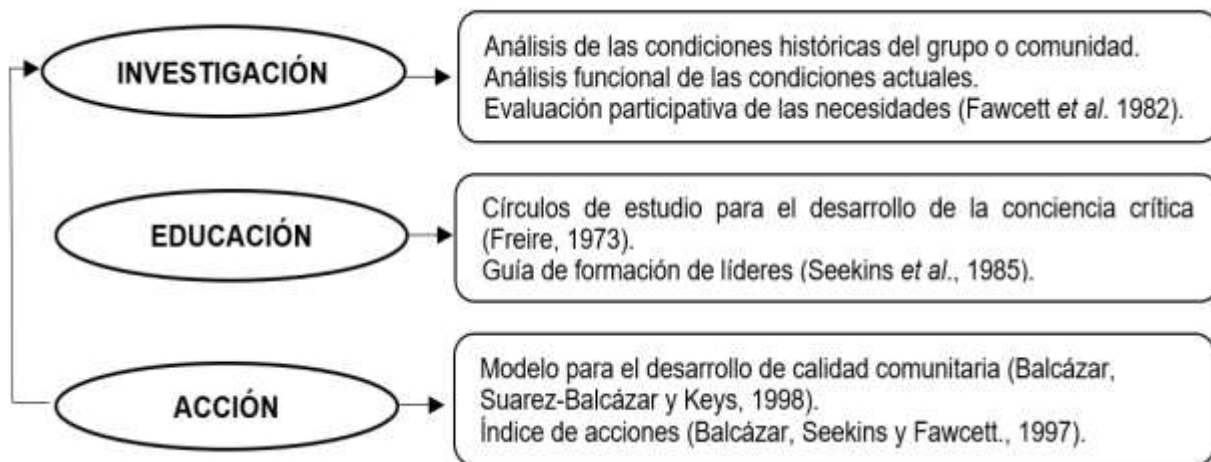 INVESTIGACIÓN
Análisis de las condiciones históricas del grupo o comunidad.
Análisis funcional de las condiciones actuales.
Evaluación participativa de las necesidades (Fawcett et al. 1982).
EDUCACIÓN
Círculos de estudio para el desarrollo de la conciencia crítica
(Freire, 1973).
Guía de formación de líderes (Seekins et al., 1985).
ACCIÓN
Modelo para el desarrollo de calidad comunitaria (Balcázar,
Suarez-Balcázar y Keys, 1998).
Índice de acciones (Balcázar, Seekins y Fawcett., 1997).